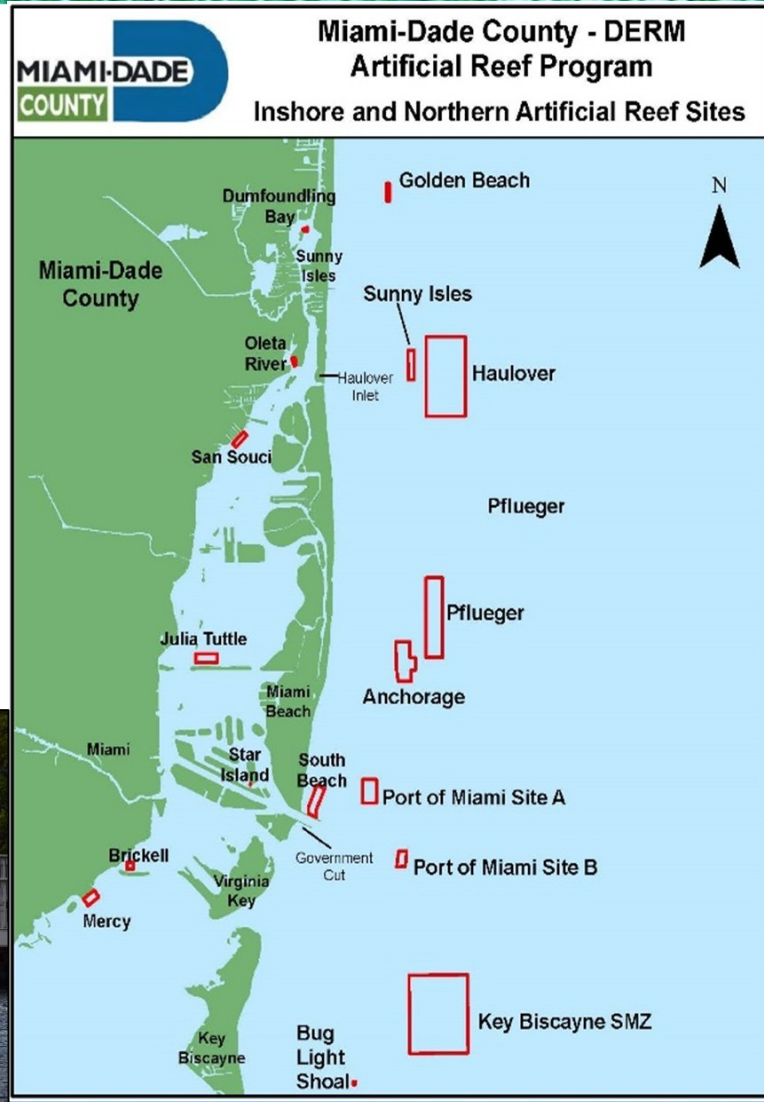 Miami-Dade County - DERM
Artificial Reef Program
Inshore and Northern Artificial Reef Sites
MIAMI-DADE
COUNTY
Golden Beach
N
Dumfoundling
Bay
Sunny
Isles
Miami-Dade
County
Sunny Isles
Oleta
River
Haulover
Inlet
Haulover
San Souci
Pflueger
Pflueger
Julia Tuttle
Anchorage
Miami
Beach
Miami
Star
Island
South
Beach
Port of Miami Site A
Government
Cut
Port of Miami Site B
Brickell
Virginia
Key
Mercy
Key Biscayne SMZ
Key
Biscayne
Bug
Light
Shoal